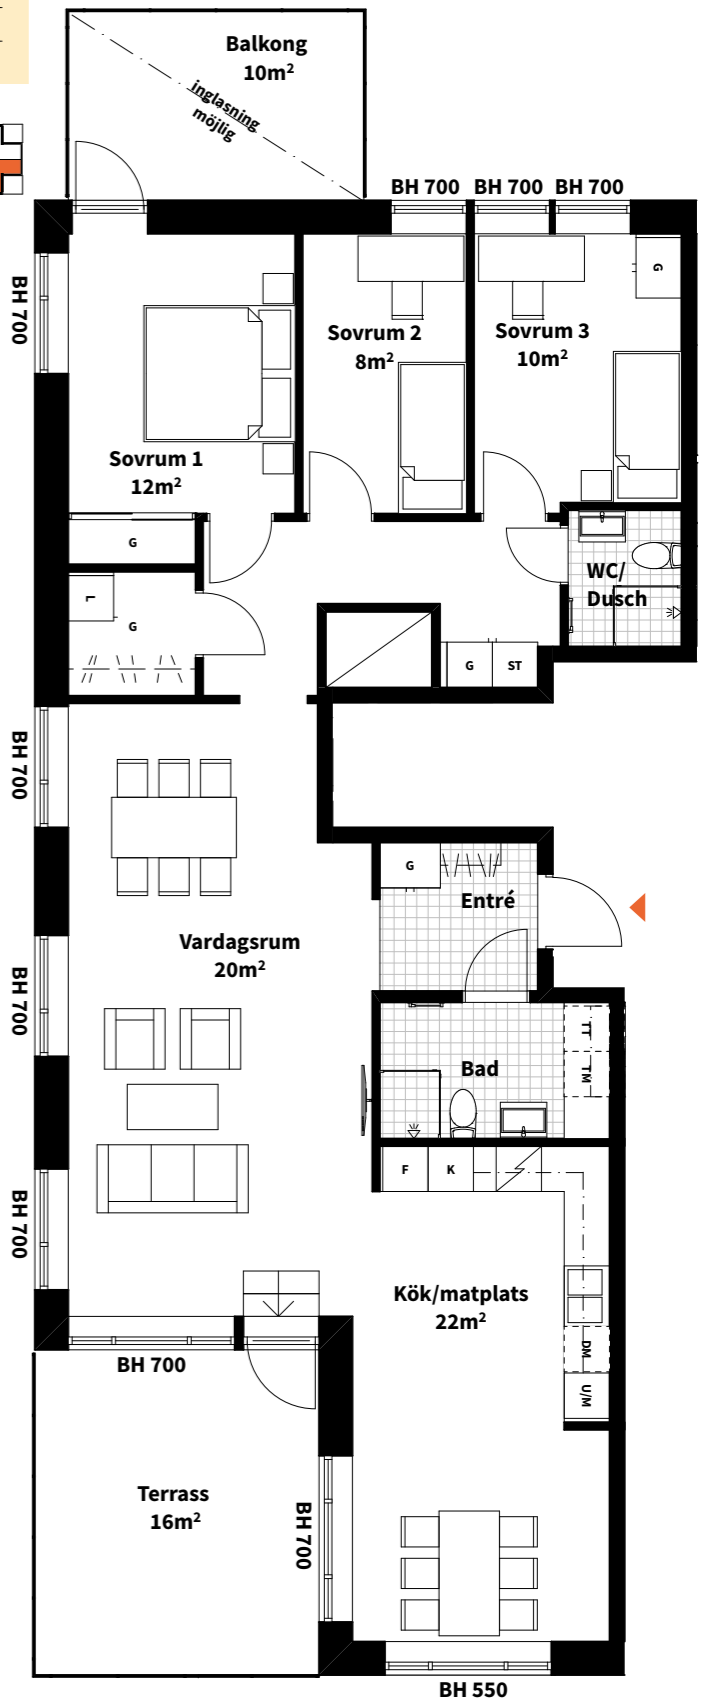 Balkong
10m²
inglasning
möjlig
BH 700
BH 700
BH 700
BH 700
G
Sovrum 2
8m²
Sovrum 3
10m²
Sovrum 1
12m²
G
WC/
Dusch
L
G
G
ST
BH 700
G
Entré
Vardagsrum
20m²
BH 700
TT
TM
Bad
F
K
BH 700
Kök/matplats
22m²
DM
U/M
BH 700
Terrass
16m²
BH 700
BH 550